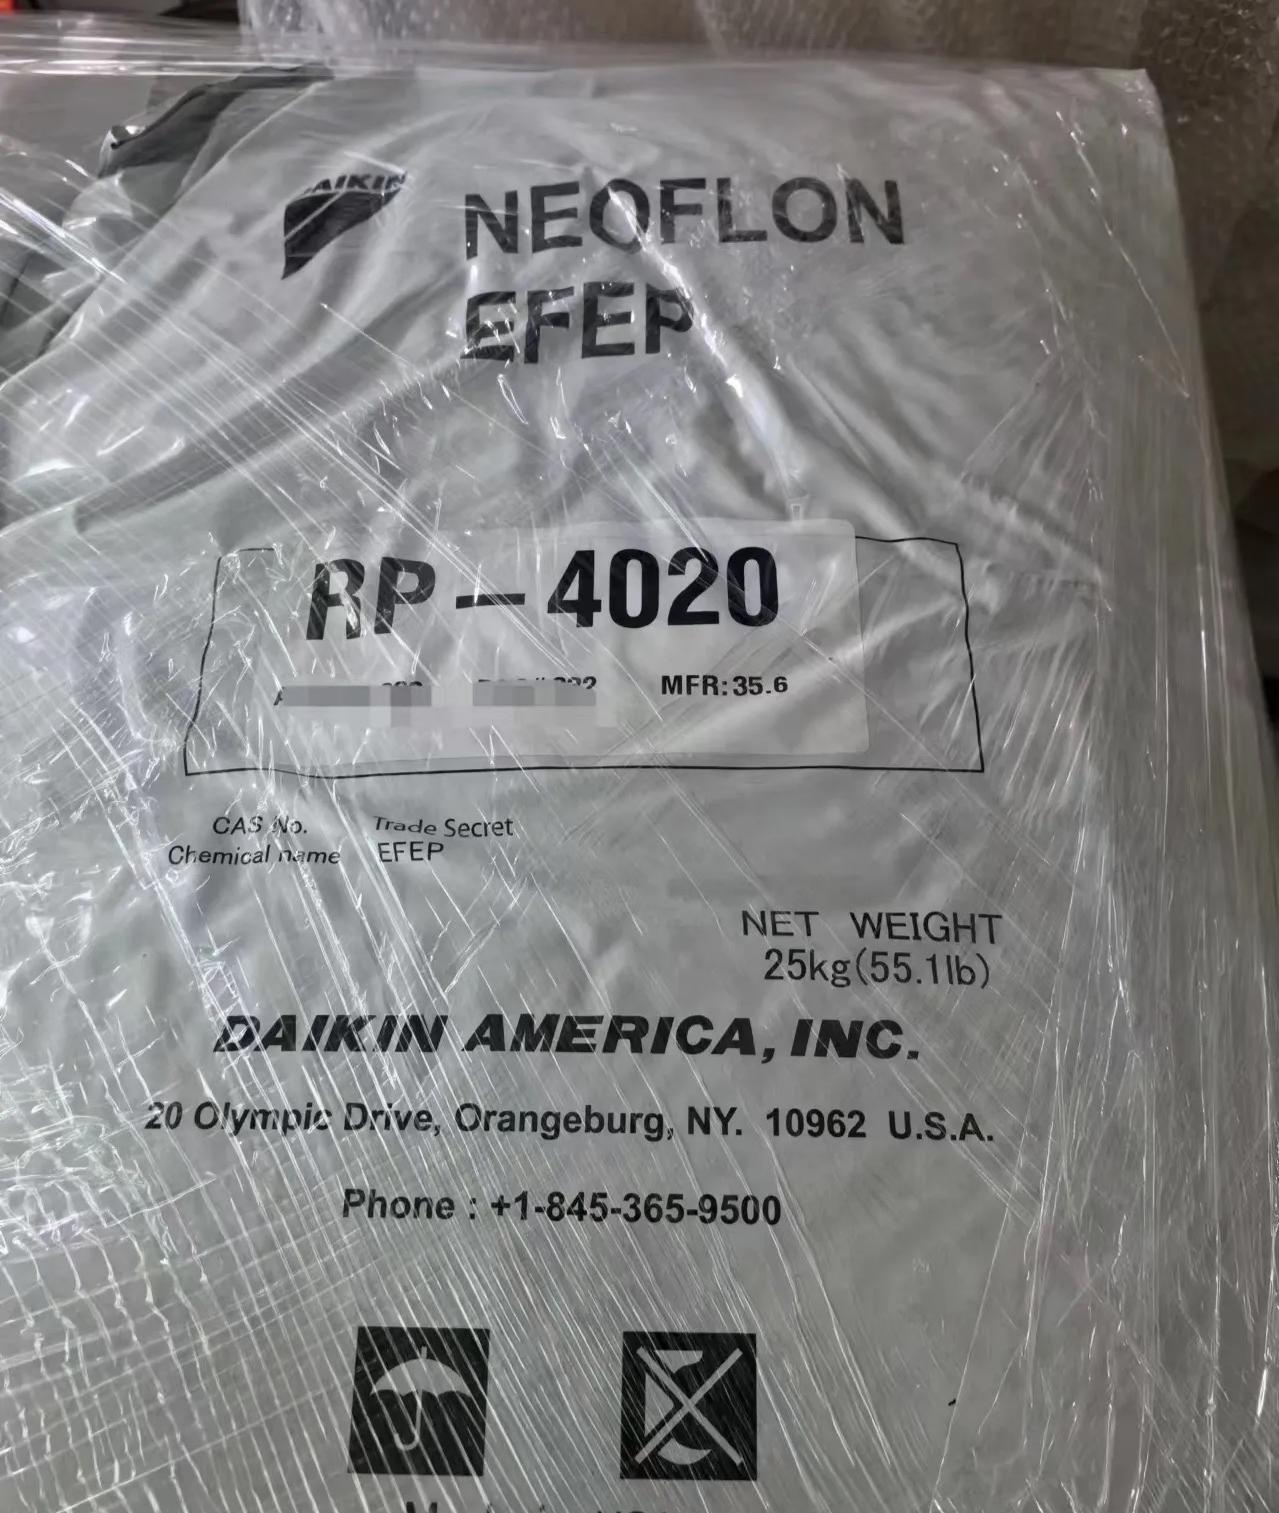 DAIKIN
NEOFLON
EFEP
RP-4020
MFR:35.6
CAS No. Trade Secret
Chemical name EFEP
NET WEIGHT
25kg(55.1lb)
DAIKIN AMERICA, INC.
20 Olympic Drive, Orangeburg, NY. 10962 U.S.A.
Phone : +1-845-365-9500